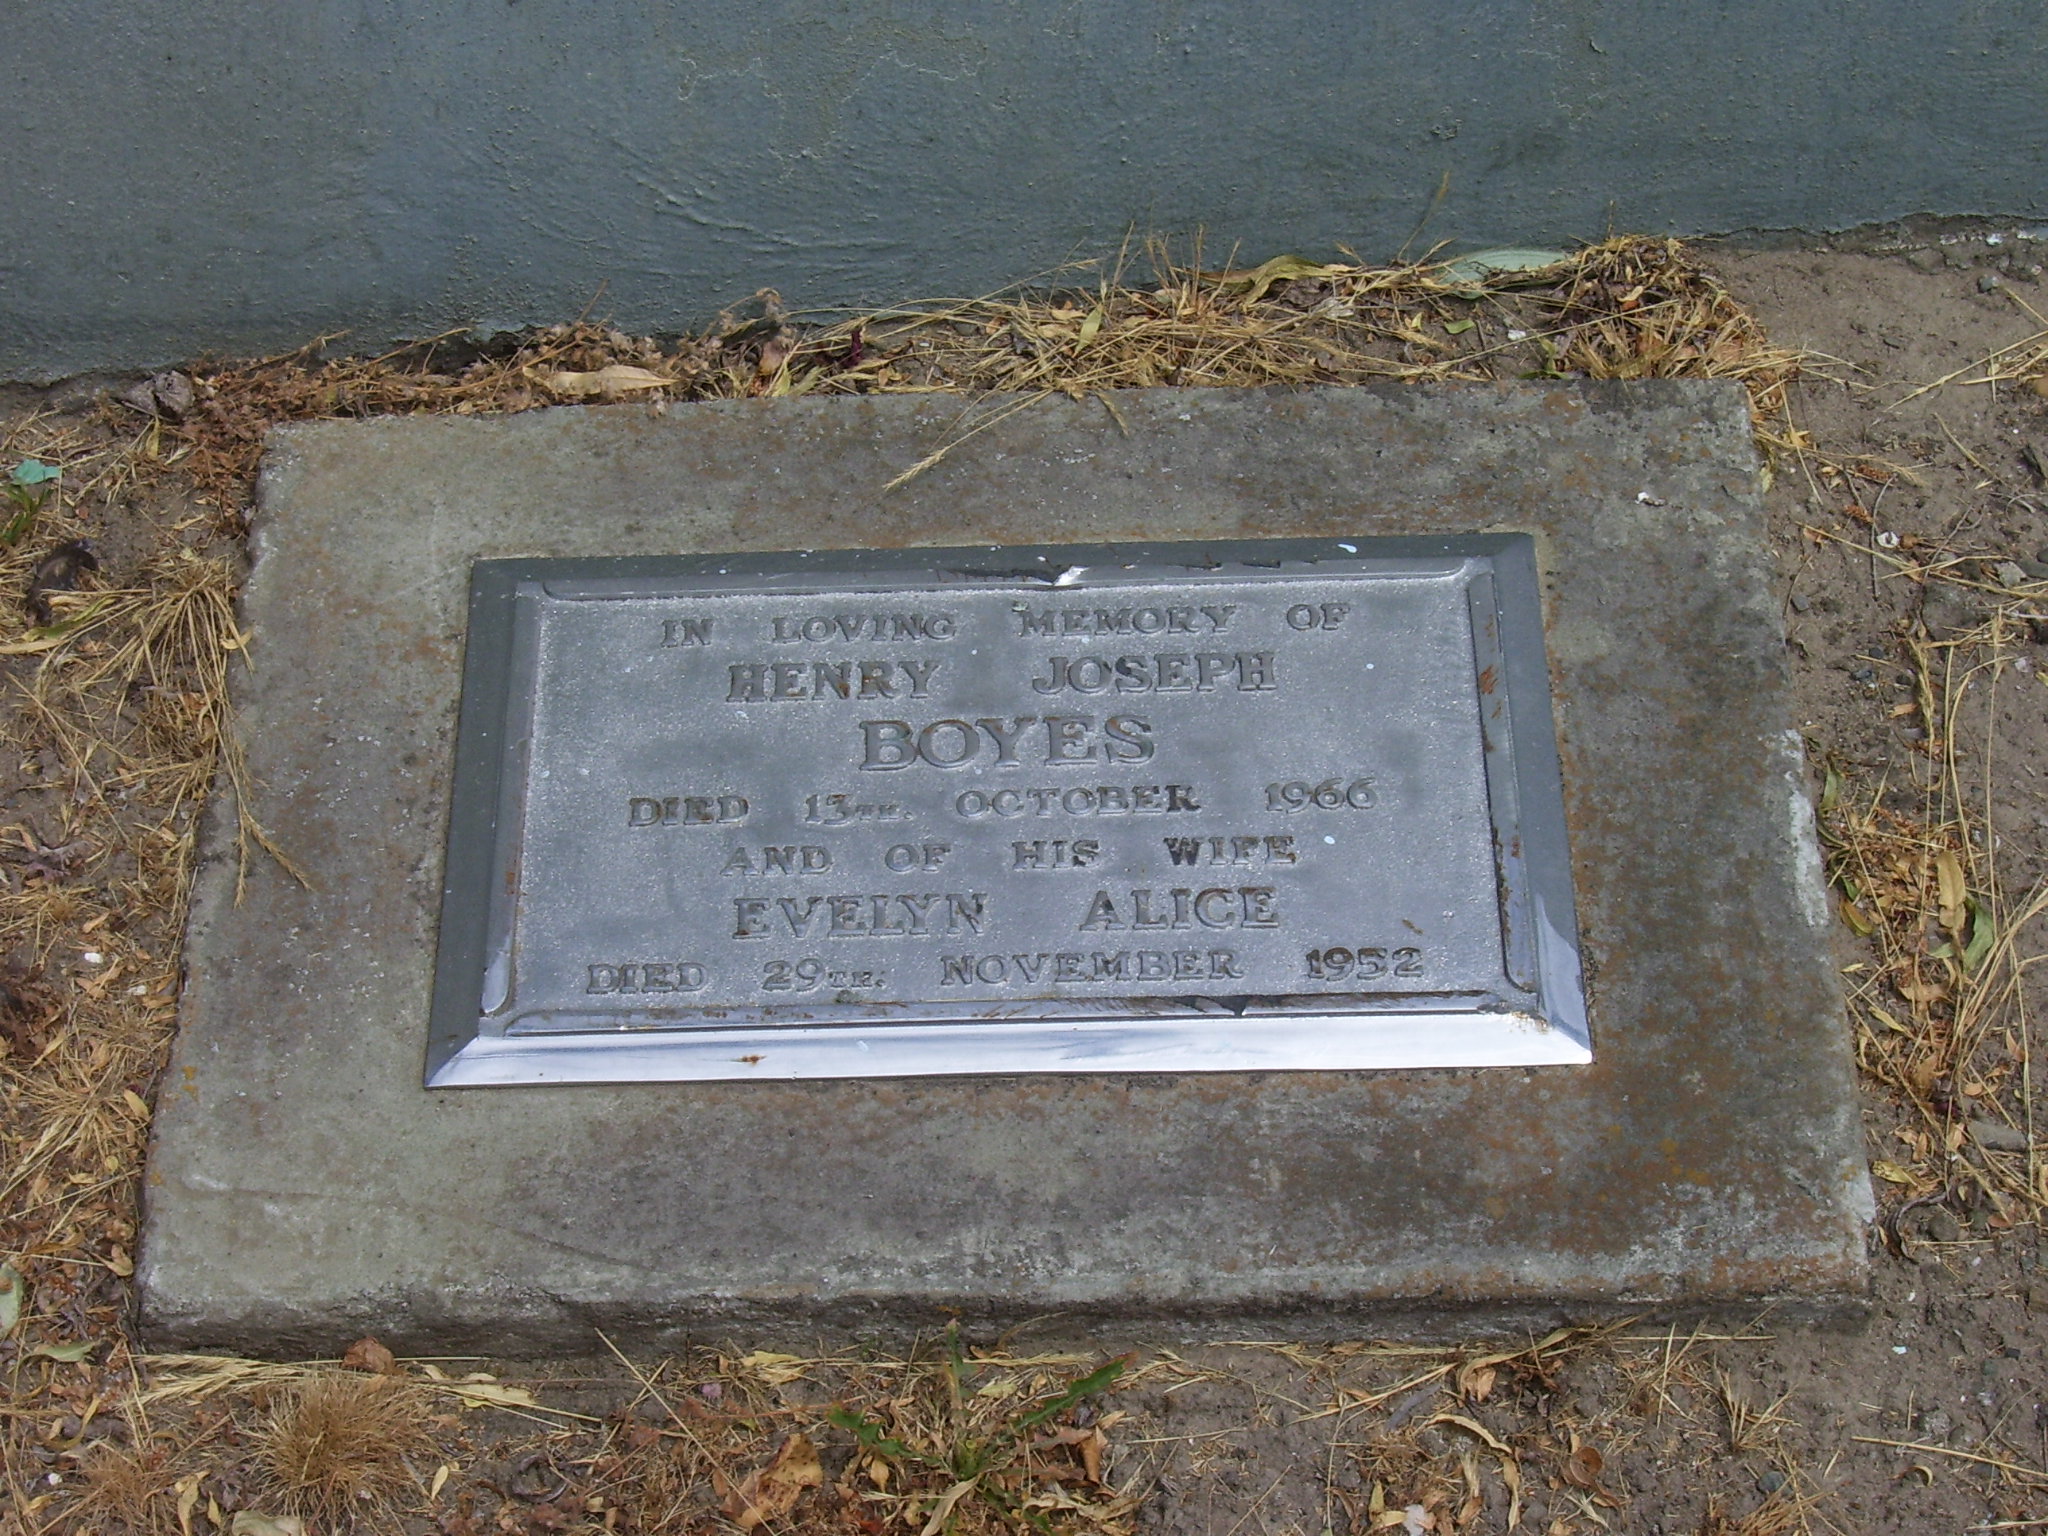 IN LOVING MEMORY OF
HENRY JOSEPH
BOYES
DIED 13TH. OCTOBER 1966
AND OF HIS WIFE
EVELYN ALICE
DIED 29TH. NOVEMBER 1952